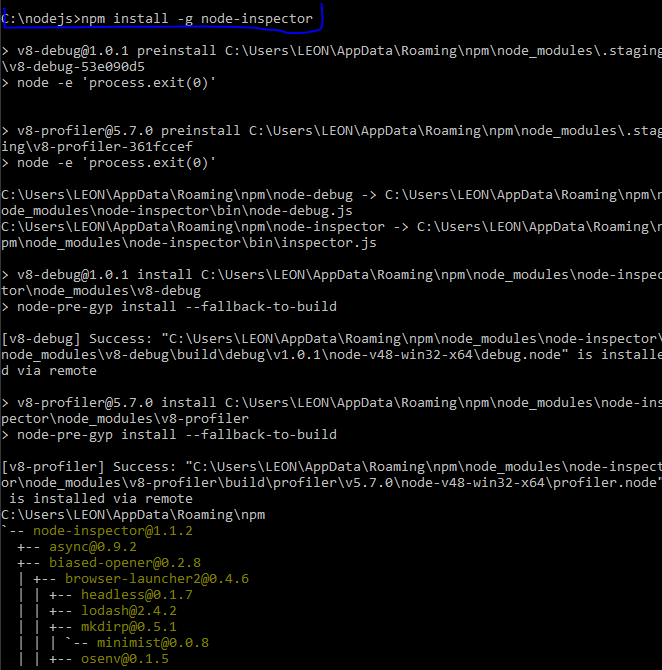 C:\nodejs>npm install -g node-inspector
> v8-debug@1.0.1 preinstall C:\Users\LEON\AppData\Roaming\npm\node_modules\.staging
\v8-debug-53e090d5
> node -e 'process.exit(0)'
> v8-profiler@5.7.0 preinstall C:\Users\LEON\AppData\Roaming\npm\node_modules\.stag
ing\v8-profiler-361fccef
> node -e 'process.exit(0)'
C:\Users\LEON\AppData\Roaming\npm\node-debug -> C:\Users\LEON\AppData\Roaming\npm\n
ode_modules\node-inspector\bin\node-debug.js
C:\Users\LEON\AppData\Roaming\npm\node-inspector -> C:\Users\LEON\AppData\Roaming\n
pm\node_modules\node-inspector\bin\inspector.js
> v8-debug@1.0.1 install C:\Users\LEON\AppData\Roaming\npm\node_modules\node-inspec
tor\node_modules\v8-debug
> node-pre-gyp install --fallback-to-build
[v8-debug] Success: "C:\Users\LEON\AppData\Roaming\npm\node_modules\node-inspector\
node_modules\v8-debug\build\debug\v1.0.1\node-v48-win32-x64\debug.node" is installe
d via remote
> v8-profiler@5.7.0 install C:\Users\LEON\AppData\Roaming\npm\node_modules\node-ins
pector\node_modules\v8-profiler
> node-pre-gyp install --fallback-to-build
[v8-profiler] Success: "C:\Users\LEON\AppData\Roaming\npm\node_modules\node-inspect
or\node_modules\v8-profiler\build\profiler\v5.7.0\node-v48-win32-x64\profiler.node"
 is installed via remote
C:\Users\LEON\AppData\Roaming\npm
`-- node-inspector@1.1.2
  +-- async@0.9.2
  +-- biased-opener@0.2.8
  | +-- browser-launcher2@0.4.6
  | | +-- headless@0.1.7
  | | +-- lodash@2.4.2
  | | +-- mkdirp@0.5.1
  | | | `-- minimist@0.0.8
  | | +-- osenv@0.1.5